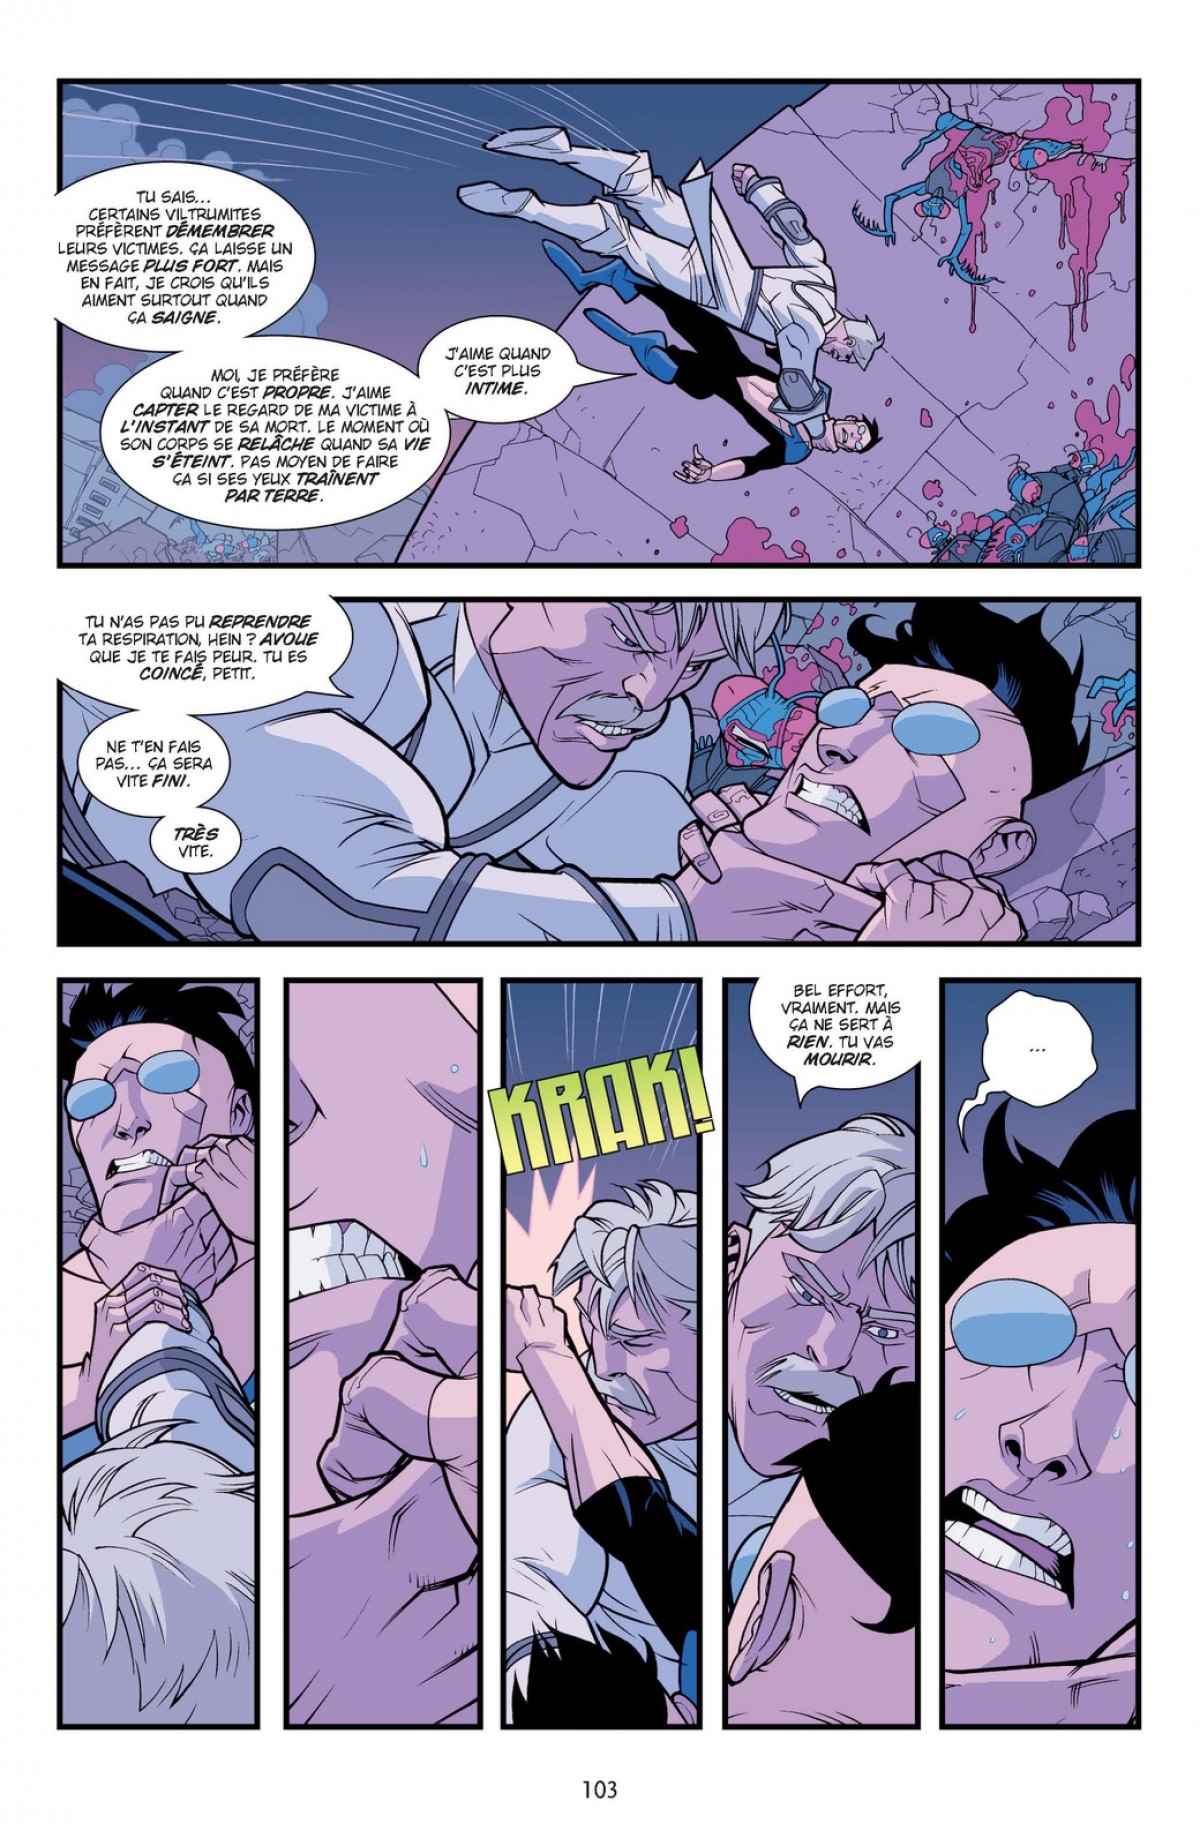 TU SAIS...
CERTAINS VILTRUMITES
PRÉFÈRENT DÉMEMBRER
LEURS VICTIMES. ÇA LAISSE UN
MESSAGE PLUS FORT. MAIS
EN FAIT, JE CROIS QU'ILS
AIMENT SURTOUT QUAND
ÇA SAIGNE.
MOI, JE PRÉFÈRE
QUAND C'EST PROPRE. J'AIME
CAPTER LE REGARD DE MA VICTIME À
L'INSTANT DE SA MORT. LE MOMENT OÙ
SON CORPS SE RELÂCHE QUAND SA VIE
S'ÉTEINT. PAS MOYEN DE FAIRE
ÇA SI SES YEUX TRAÎNENT
PAR TERRE.
J'AIME QUAND
C'EST PLUS
INTIME.
TU N'AS PAS PU REPRENDRE
TA RESPIRATION, HEIN ? AVOUE
QUE JE TE FAIS PEUR. TU ES
COINCÉ, PETIT.
NE T'EN FAIS
PAS... ÇA SERA
VITE FINI.
TRÈS
VITE.
KRAK!
BEL EFFORT,
VRAIMENT. MAIS
ÇA NE SERT À
RIEN. TU VAS
MOURIR.
...
103